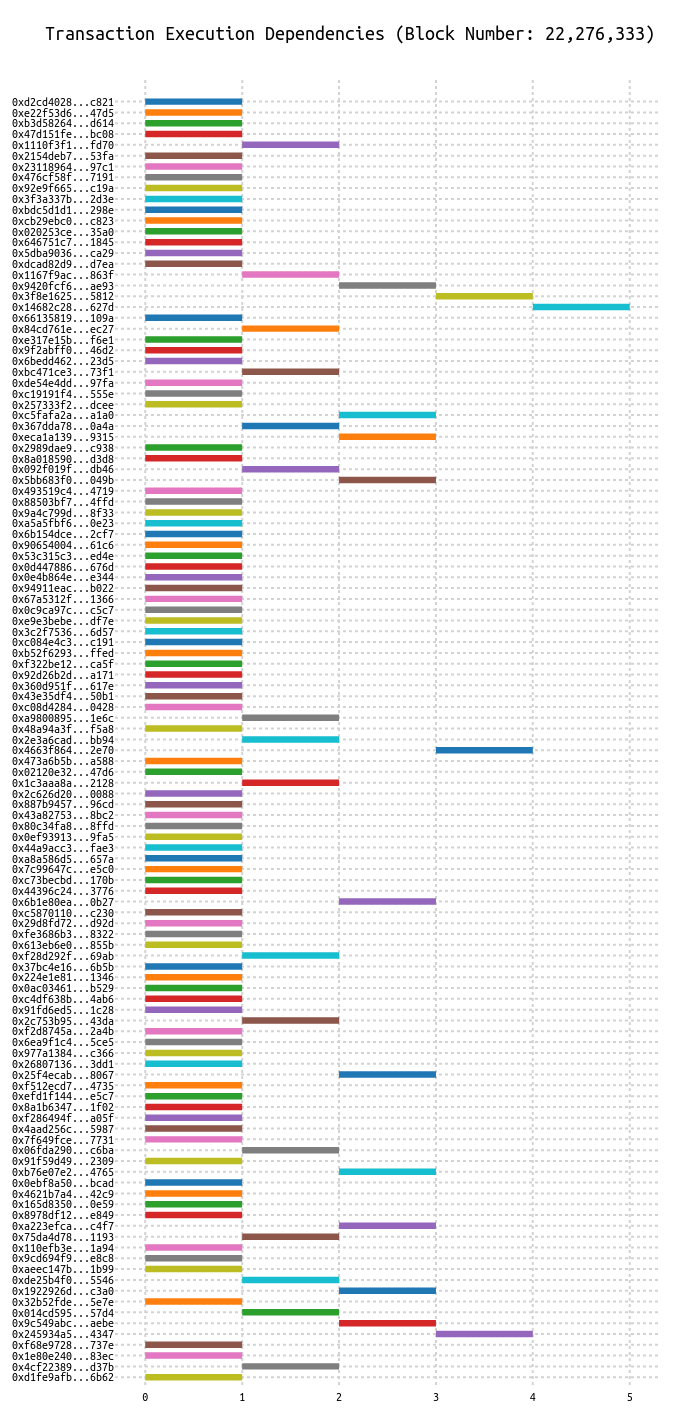 Transaction Execution Dependencies (Block Number: 22,276,333)
0xd2cd4028...c821
0xe22f53d6...47d5
0xb3d58264...d614
0x47d151fe...bc08
0x1110f3f1...fd70
0x2154deb7...53fa
0x23118964...97c1
0x476cf58f...7191
0x92e9f665...c19a
0x3f3a337b...2d3e
0xbdc5d1d1...298e
0xcb29ebc0...c823
0x020253ce...35a0
0x646751c7...1845
0x5dba9036...ca29
0xdcad82d9...d7ea
0x1167f9ac...863f
0x9420fcf6...ae93
0x3f8e1625...5812
0x14682c28...627d
0x66135819...109a
0x84cd761e...ec27
0xe317e15b...f6e1
0x9f2abff0...46d2
0x6bedd462...23d5
0xbc471ce3...73f1
0xde54e4dd...97fa
0xc19191f4...555e
0x257333f2...dcee
0xc5fafa2a...a1a0
0x367dda78...0a4a
0xeca1a139...9315
0x2989dae9...c938
0x8a018590...d3d8
0x092f019f...db46
0x5bb683f0...049b
0x493519c4...4719
0x88503bf7...4ffd
0x9a4c799d...8f33
0xa5a5fbf6...0e23
0x6b154dce...2cf7
0x90654004...61c6
0x53c315c3...ed4e
0x0d447886...676d
0x0e4b864e...e344
0x94911eac...b022
0x67a5312f...1366
0x0c9ca97c...c5c7
0xe9e3bebe...df7e
0x3c2f7536...6d57
0xc084e4c3...c191
0xb52f6293...ffed
0xf322be12...ca5f
0x92d26b2d...a171
0x360d951f...617e
0x43e35df4...50b1
0xc08d4284...0428
0xa9800895...1e6c
0x48a94a3f...f5a8
0x2e3a6cad...bb94
0x4663f864...2e70
0x473a6b5b...a588
0x02120e32...47d6
0x1c3aaa8a...2128
0x2c626d20...0088
0x887b9457...96cd
0x43a82753...8bc2
0x80c34fa8...8ffd
0x0ef93913...9fa5
0x44a9acc3...fae3
0xa8a586d5...657a
0x7c99647c...e5c0
0xc73becbd...170b
0x44396c24...3776
0x6b1e80ea...0b27
0xc5870110...c230
0x29d8fd72...d92d
0xfe3686b3...8322
0x613eb6e0...855b
0xf28d292f...69ab
0x37bc4e16...6b5b
0x224e1e81...1346
0x0ac03461...b529
0xc4df638b...4ab6
0x91fd6ed5...1c28
0x2c753b95...43da
0xf2d8745a...2a4b
0x6ea9f1c4...5ce5
0x977a1384...c366
0x26807136...3dd1
0x25f4ecab...8067
0xf512ecd7...4735
0xefd1f144...e5c7
0x8a1b6347...1f02
0xf286494f...a05f
0x4aad256c...5987
0x7f649fce...7731
0x06fda290...c6ba
0x91f59d49...2309
0xb76e07e2...4765
0x0ebf8a50...bcad
0x4621b7a4...42c9
0x165d8350...0e59
0x8978df12...e849
0xa223efca...c4f7
0x75da4d78...1193
0x110efb3e...1a94
0x9cd694f9...e8c8
0xaeec147b...1b99
0xde25b4f0...5546
0x1922926d...c3a0
0x32b52fde...5e7e
0x014cd595...57d4
0x9c549abc...aebe
0x245934a5...4347
0xf68e9728...737e
0x1e80e240...83ec
0x4cf22389...d37b
0xd1fe9afb...6b62
0 1 2 3 4 5